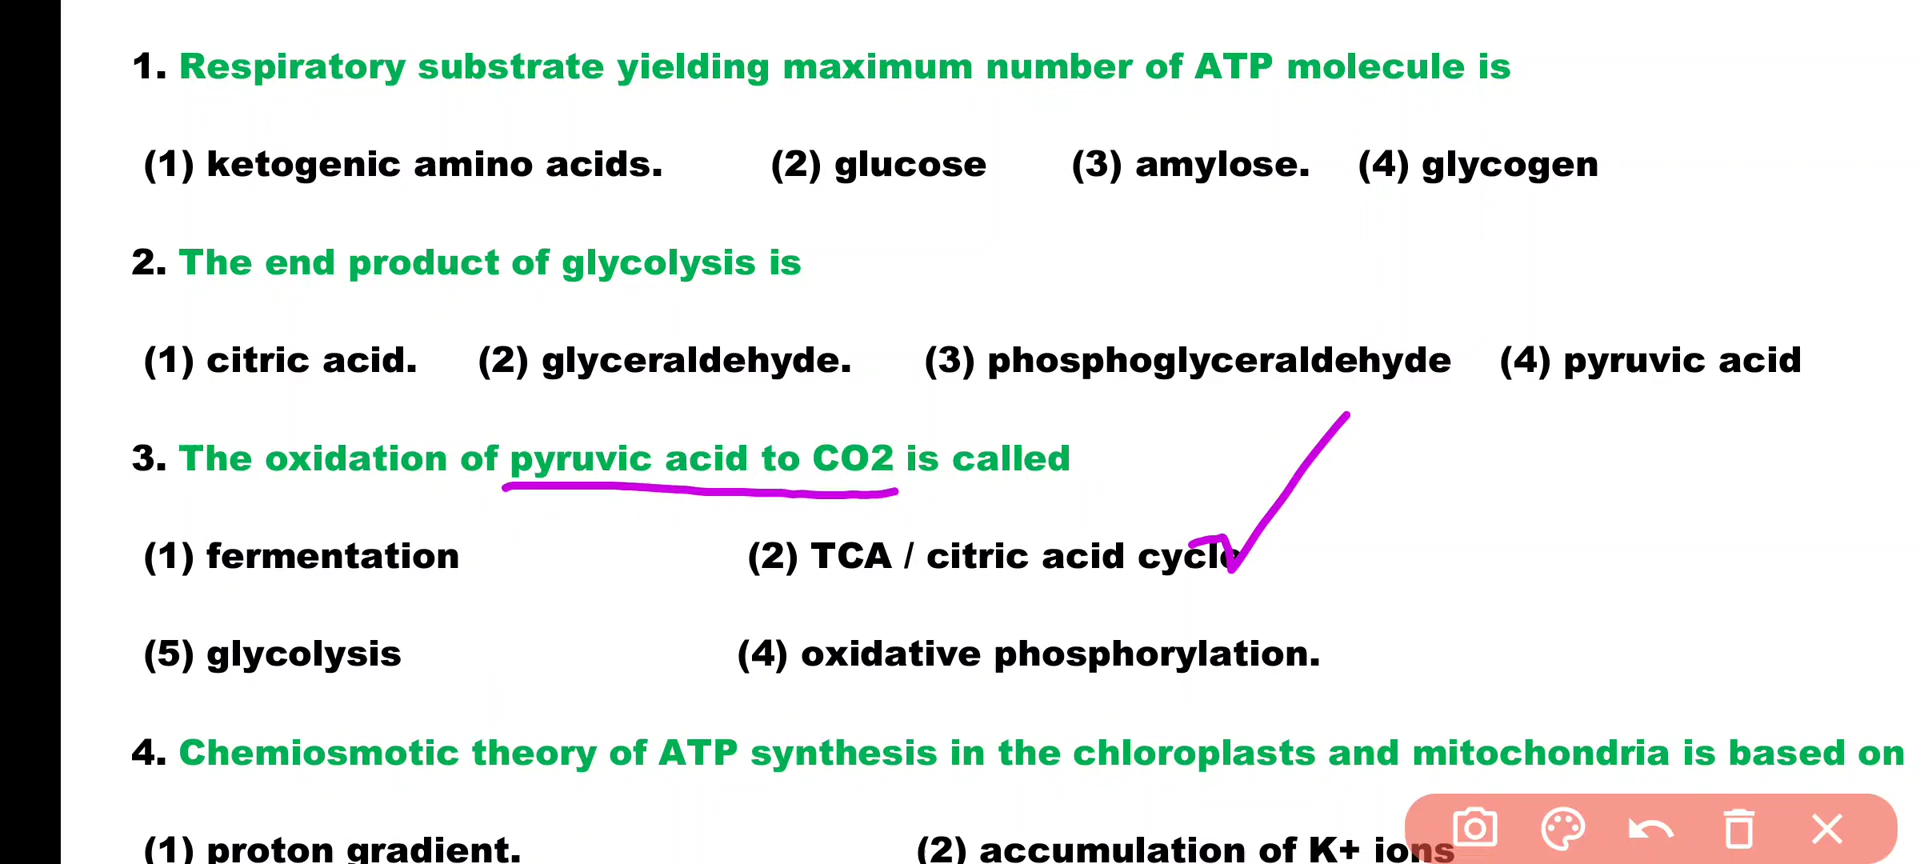 1. Respiratory substrate yielding maximum number of ATP molecule is
(1) ketogenic amino acids. (2) glucose (3) amylose. (4) glycogen
2. The end product of glycolysis is
(1) citric acid. (2) glyceraldehyde. (3) phosphoglyceraldehyde (4) pyruvic acid
3. The oxidation of pyruvic acid to CO2 is called
(1) fermentation (2) TCA / citric acid cycle
(5) glycolysis (4) oxidative phosphorylation.
4. Chemiosmotic theory of ATP synthesis in the chloroplasts and mitochondria is based on
(1) proton gradient. (2) accumulation of K+ ions